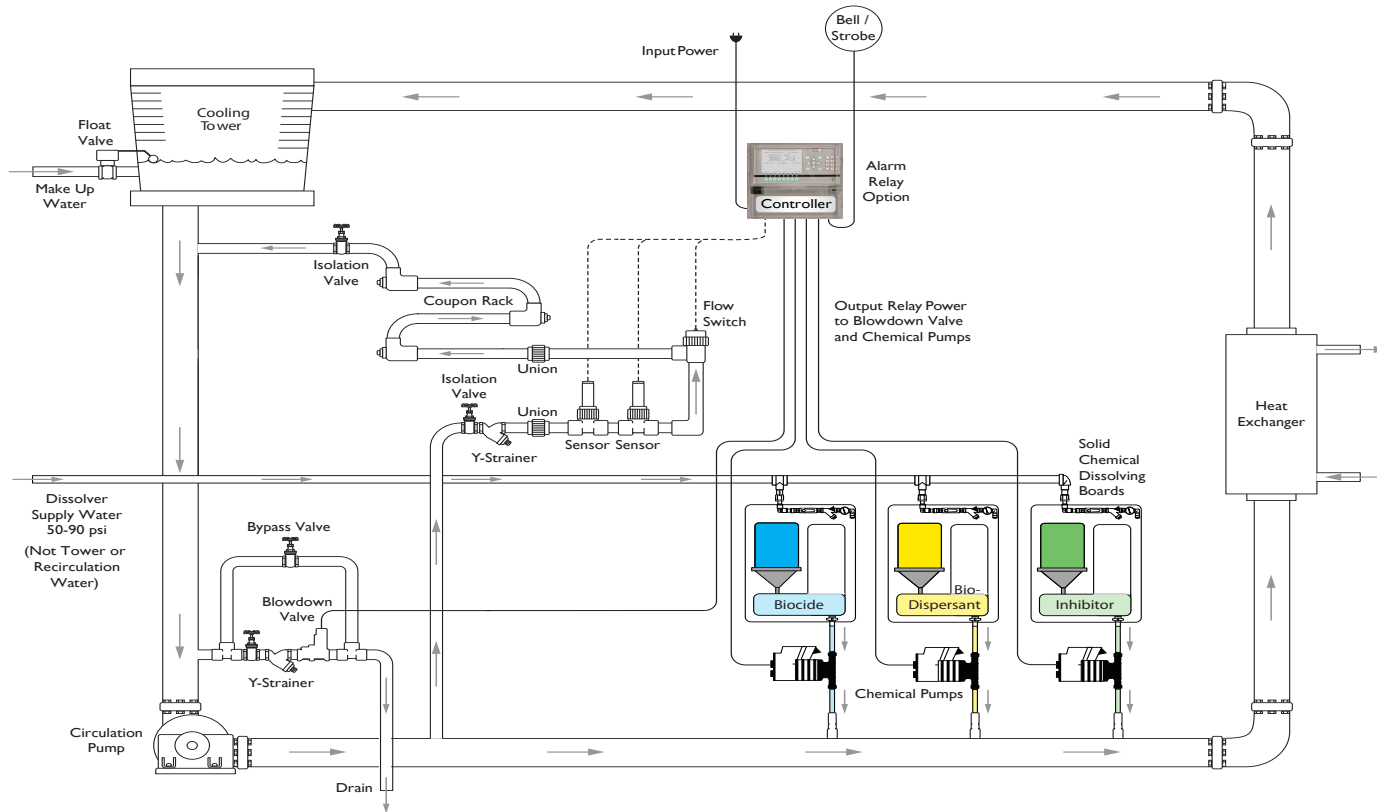 Bell /
Strobe
Input Power
Cooling
Tower
Float
Valve
Make Up
Water
Alarm
Relay
Option
Controller
Isolation
Valve
Coupon Rack
Flow
Switch
Output Relay Power
to Blowdown Valve
and Chemical Pumps
Union
Isolation
Valve
Union
Sensor
Sensor
Y-Strainer
Heat
Exchanger
Solid
Chemical
Dissolving
Boards
Dissolver
Supply Water
50-90 psi
(Not Tower or
Recirculation
Water)
Bypass Valve
Blowdown
Valve
Y-Strainer
Biocide
Bio-
Dispersant
Inhibitor
Chemical Pumps
Circulation
Pump
Drain